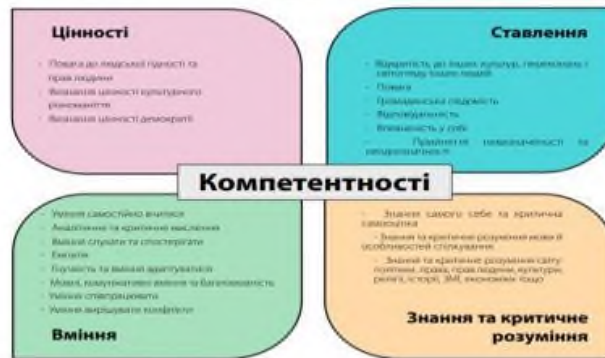 Цінності
- Повага до людської гідності та
прав людини
- Визнання цінності культурного
різноманіття
- Визнання цінності демократії
Ставлення
- Відкритість до інших культур, переконань і
світогляду інших людей
- Повага
- Громадянська свідомість
- Відповідальність
- Впевненість у собі
- Прийняття невизначеності та
неоднозначності
Компетентності
- Уміння самостійно вчитися
- Аналітичне та критичне мислення
- Вміння слухати та спостерігати
- Емпатія
- Гнучкість та вміння адаптуватися
- Мовні, комунікативні вміння та багатомовність
- Уміння співпрацювати
- Уміння вирішувати конфлікти
Вміння
- Знання самого себе та критична
самооцінка
- Знання та критичне розуміння мови й
особливостей спілкування
- Знання та критичне розуміння світу:
політики, права, прав людини, культури,
релігії, історії, ЗМІ, економіки тощо
Знання та критичне
розуміння